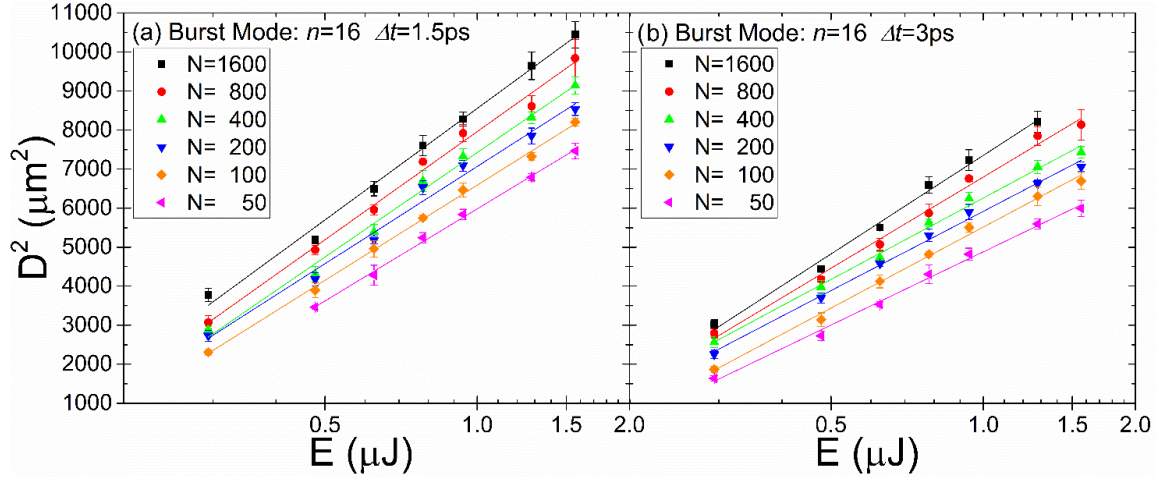 (a) Burst Mode: n=16 Δt=1.5ps
N=1600
N= 800
N= 400
N= 200
N= 100
N= 50
(b) Burst Mode: n=16 Δt=3ps
N=1600
N= 800
N= 400
N= 200
N= 100
N= 50
D² (μm²)
11000
10000
9000
8000
7000
6000
5000
4000
3000
2000
1000
0.5 1.0 1.5 2.0 0.5 1.0 1.5 2.0
E (μJ) E (μJ)